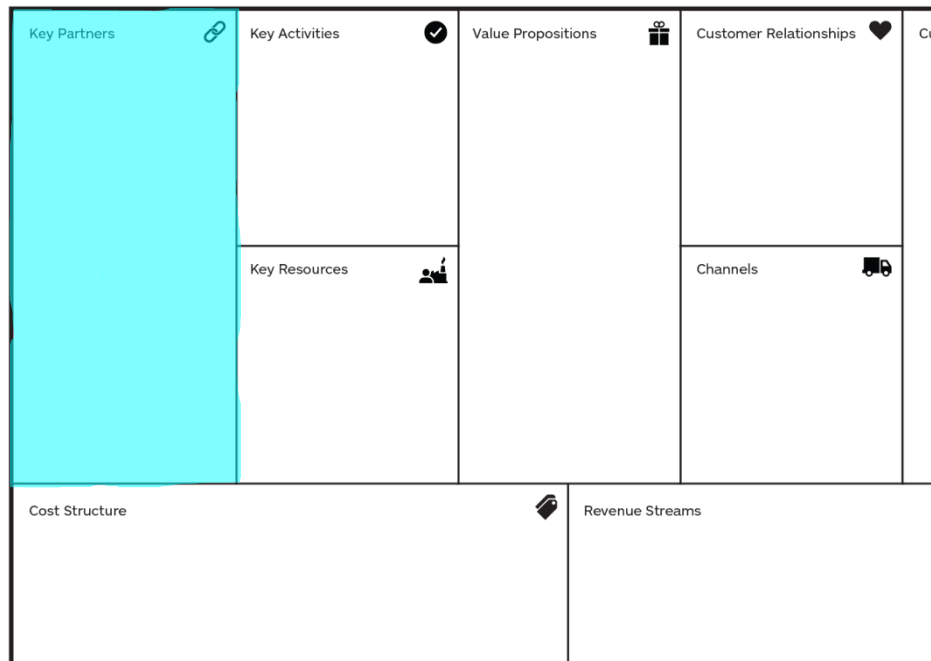 Key Partners
Key Activities
Value Propositions
Customer Relationships
Key Resources
Channels
Cost Structure
Revenue Streams